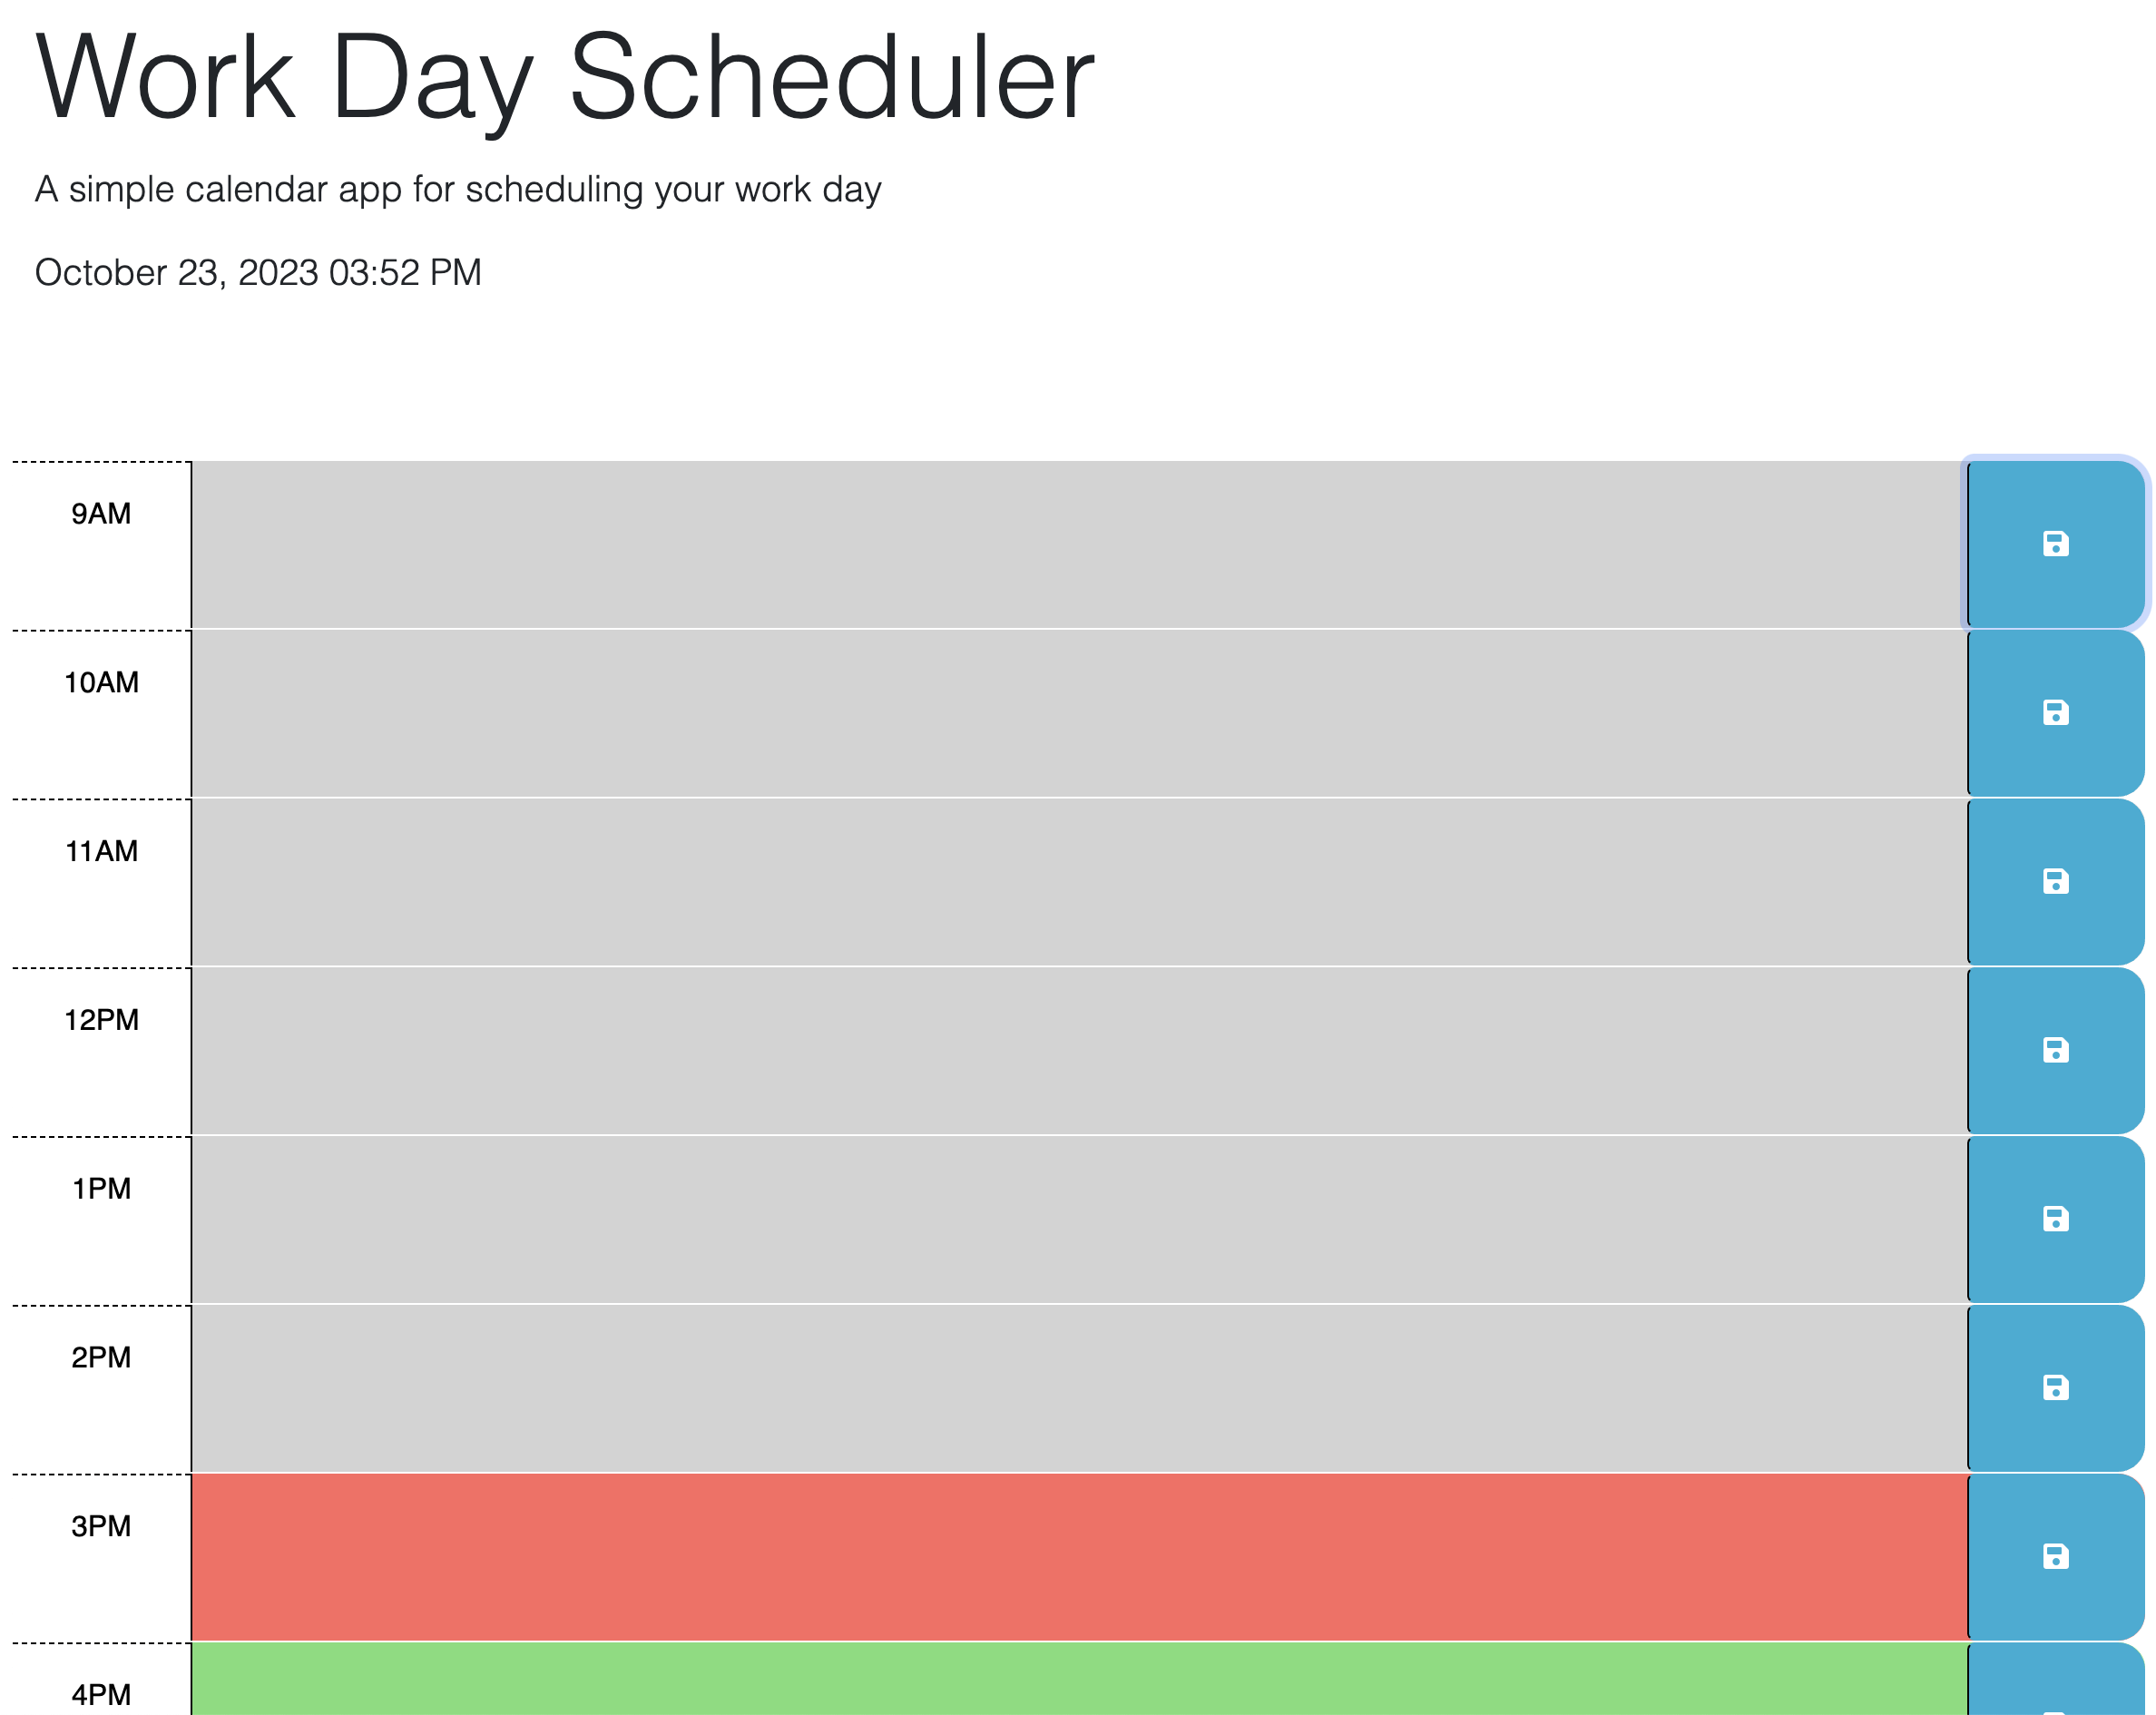 Work Day Scheduler
A simple calendar app for scheduling your work day
October 23, 2023 03:52 PM
9AM
10AM
11AM
12PM
1PM
2PM
3PM
4PM